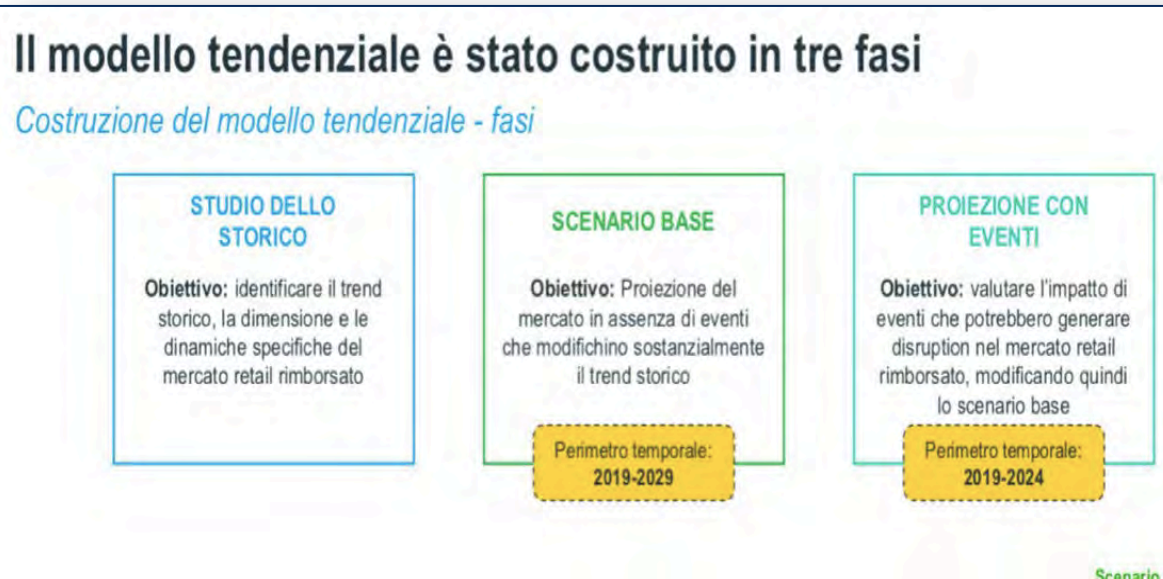 Il modello tendenziale è stato costruito in tre fasi
Costruzione del modello tendenziale - fasi
STUDIO DELLO
STORICO
Obiettivo: identificare il trend
storico, la dimensione e le
dinamiche specifiche del
mercato retail rimborsato
SCENARIO BASE
Obiettivo: Proiezione del
mercato in assenza di eventi
che modifichino sostanzialmente
il trend storico
Perimetro temporale:
2019-2029
PROIEZIONE CON
EVENTI
Obiettivo: valutare l'impatto di
eventi che potrebbero generare
disruption nel mercato retail
rimborsato, modificando quindi
lo scenario base
Perimetro temporale:
2019-2024
Scenario